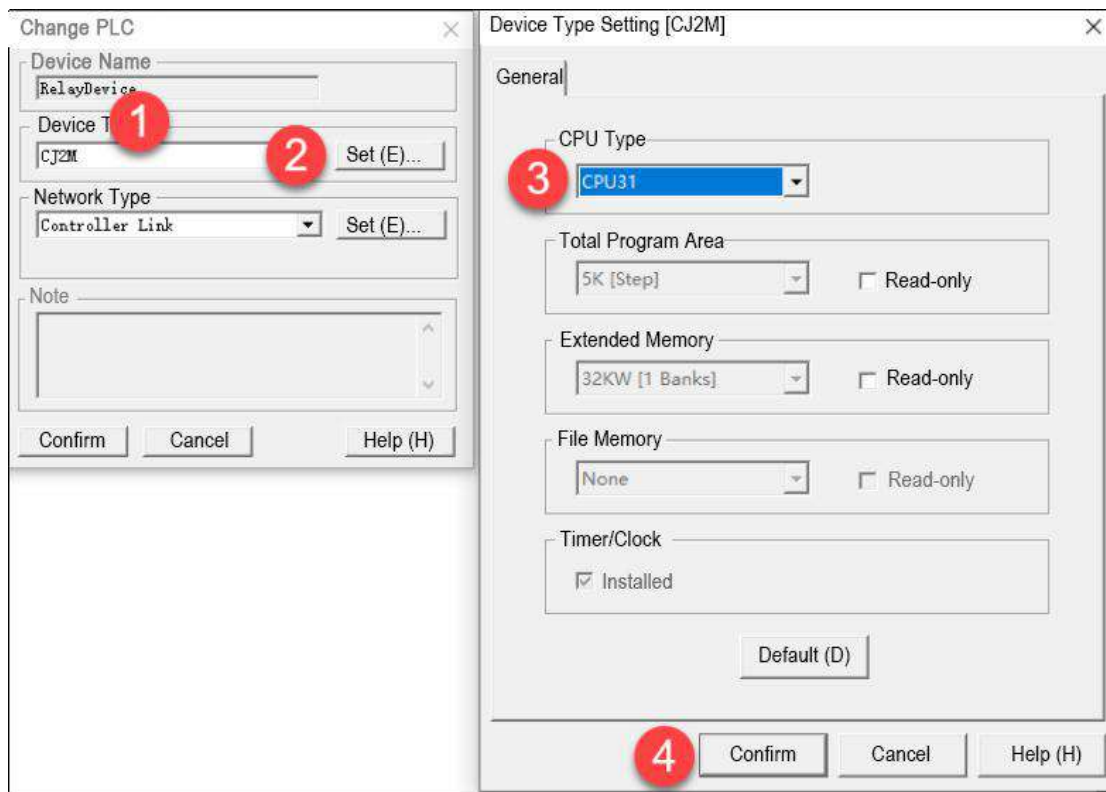 Change PLC
Device Name
RelayDevice
1
Device T
CJ2M
2
Set (E)...
Network Type
Controller Link
Set (E)...
Note
Confirm
Cancel
Help (H)
Device Type Setting [CJ2M]
General
CPU Type
3
CPU31
Total Program Area
5K [Step]
Read-only
Extended Memory
32KW [1 Banks]
Read-only
File Memory
None
Read-only
Timer/Clock
Installed
Default (D)
4
Confirm
Cancel
Help (H)